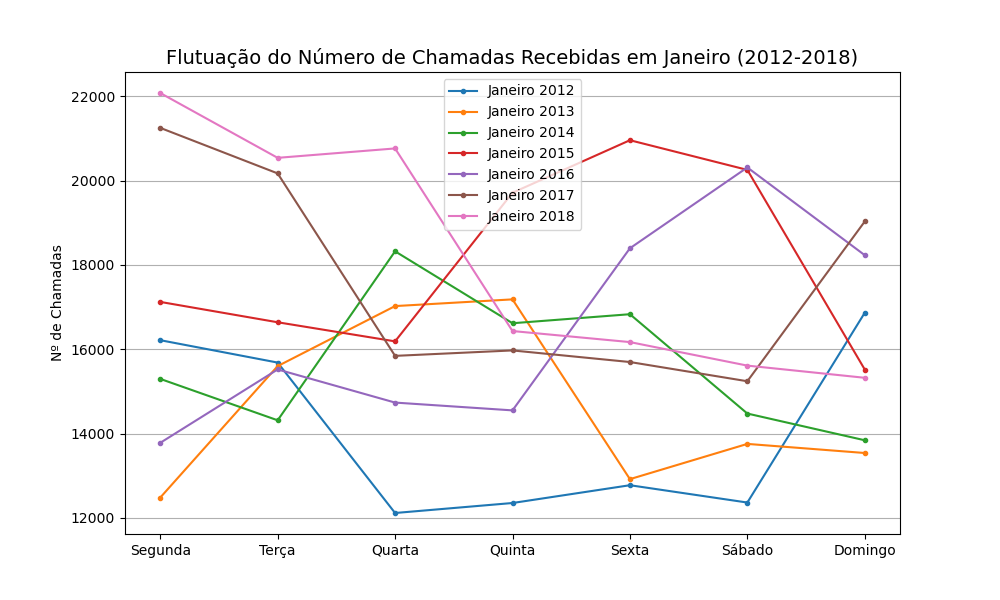 Flutuação do Número de Chamadas Recebidas em Janeiro (2012-2018)
Janeiro 2012
Janeiro 2013
Janeiro 2014
Janeiro 2015
Janeiro 2016
Janeiro 2017
Janeiro 2018
Nº de Chamadas
22000
20000
18000
16000
14000
12000
Segunda Terça Quarta Quinta Sexta Sábado Domingo